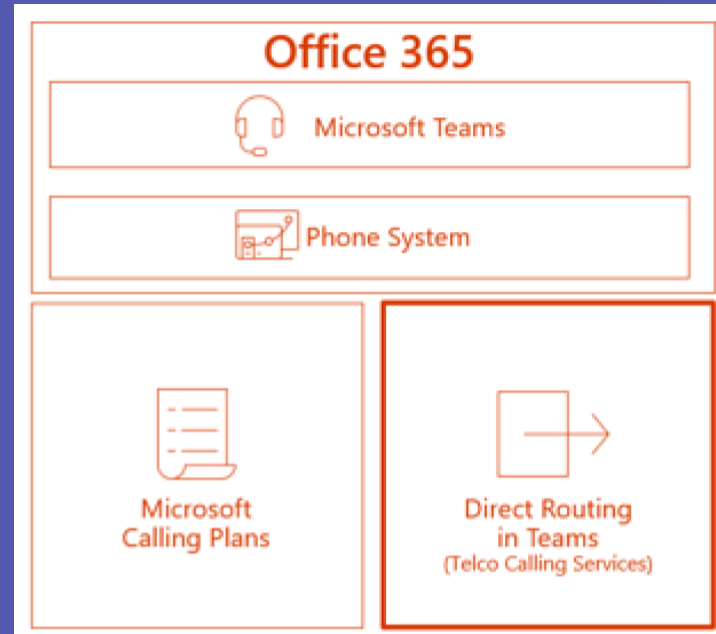 Office 365
Microsoft Teams
Phone System
Microsoft
Calling Plans
Direct Routing
in Teams
(Telco Calling Services)